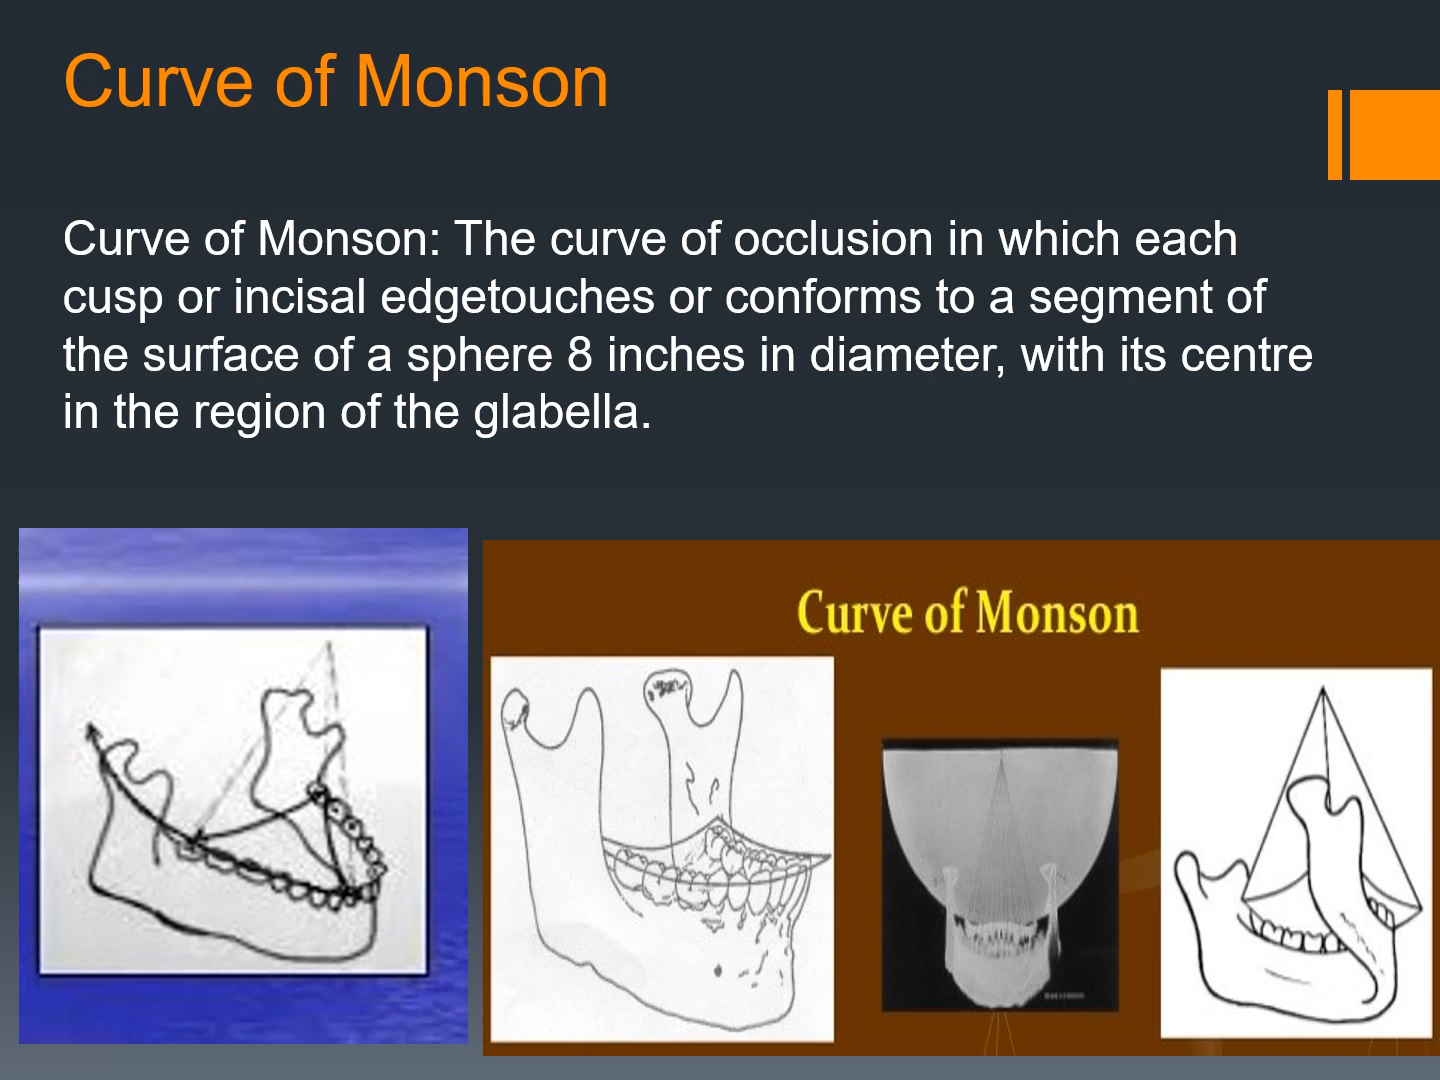 Curve of Monson
Curve of Monson: The curve of occlusion in which each
cusp or incisal edgetouches or conforms to a segment of
the surface of a sphere 8 inches in diameter, with its centre
in the region of the glabella.
Curve of Monson